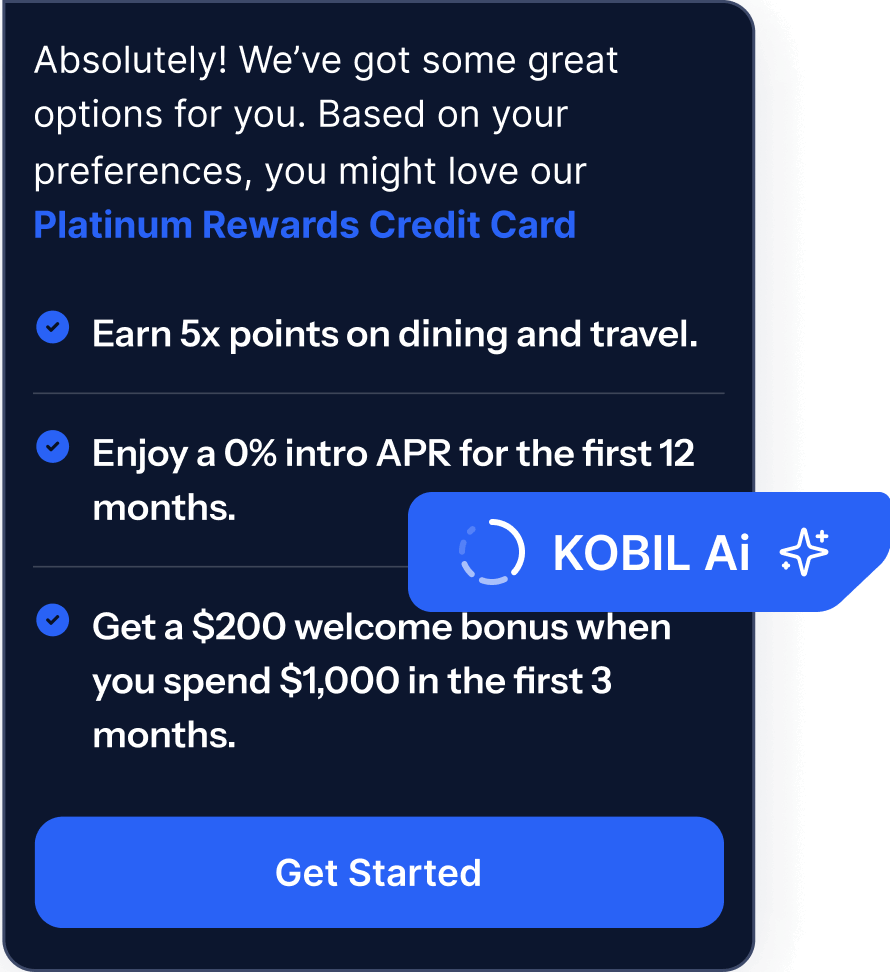 Absolutely! We’ve got some great
options for you. Based on your
preferences, you might love our
Platinum Rewards Credit Card
Earn 5x points on dining and travel.
Enjoy a 0% intro APR for the first 12
months.
KOBIL Ai
Get a $200 welcome bonus when
you spend $1,000 in the first 3
months.
Get Started